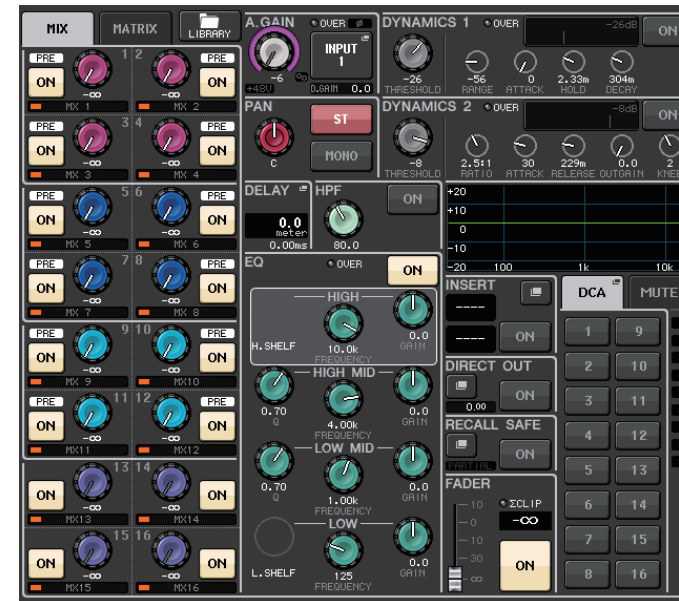 MIX MATRIX LIBRARY
PRE 1 2 PRE
ON -∞ -∞ ON
MX 1 MX 2
PRE 3 4 PRE
ON -∞ -∞ ON
MX 3 MX 4
PRE 5 6 PRE
ON -∞ -∞ ON
MX 5 MX 6
PRE 7 8 PRE
ON -∞ -∞ ON
MX 7 MX 8
PRE 9 10 PRE
ON -∞ -∞ ON
MX 9 MX10
PRE 11 12 PRE
ON -∞ -∞ ON
MX11 MX12
13 14
ON -∞ -∞ ON
MX13 MX14
15 16
ON -∞ -∞ ON
MX15 MX16
A.GAIN OVER ø
INPUT
1
-6
+48V D.GAIN 0.0
PAN
ST
MONO
C
DELAY
0.0
meter
0.00ms
HPF
ON
80.0
EQ OVER ON
HIGH
H.SHELF 10.0k 0.0
FREQUENCY GAIN
HIGH MID
0.70 4.00k 0.0
Q FREQUENCY GAIN
LOW MID
0.70 1.00k 0.0
Q FREQUENCY GAIN
LOW
L.SHELF 125 0.0
FREQUENCY GAIN
DYNAMICS 1 OVER -26dB ON
-26 -56 0 2.33m 304m
THRESHOLD RANGE ATTACK HOLD DECAY
DYNAMICS 2 OVER -8dB ON
-8 2.5:1 30 229m 0.0 2
THRESHOLD RATIO ATTACK RELEASE OUTGAIN KNEE
+20
+10
0
-10
-20 100 1k 10k
INSERT
----
---- ON
DIRECT OUT
0.00 ON
RECALL SAFE
PARTIAL ON
FADER
10
0
10
30
∞
ΣCLIP
-∞
ON
DCA MUTE
1 9
2 10
3 11
4 12
5 13
6 14
7 15
8 16